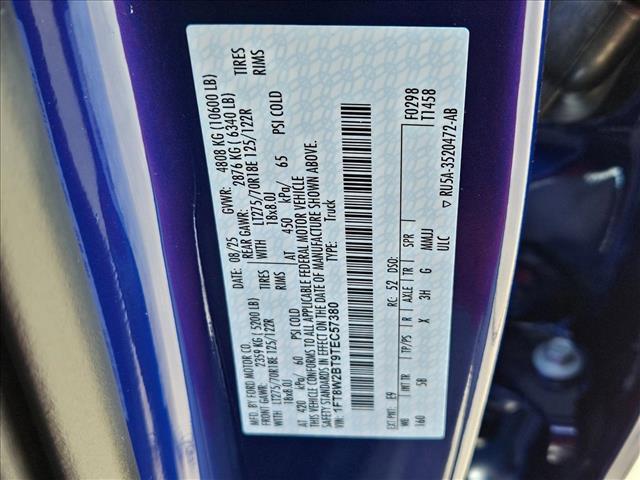 MFD. BY FORD MOTOR CO.
DATE: 08/25 GVWR: 4808 KG (10600 LB)
FRONT GAWR: 2359 KG (5200 LB) REAR GAWR: 2876 KG (6340 LB)
LT275/70R18E 125/122R TIRES WITH LT275/70R18E 125/122R TIRES
18x8.0J RIMS 18x8.0J RIMS
AT 420 kPa/ 60 PSI COLD AT 450 kPa/ 65 PSI COLD
THIS VEHICLE CONFORMS TO ALL APPLICABLE FEDERAL MOTOR VEHICLE
SAFETY STANDARDS IN EFFECT ON THE DATE OF MANUFACTURE SHOWN ABOVE.
VIN: 1FT8W2BT9TEC57380
TYPE: Truck
F0298
T1458
EXT PNT: E9 RC: 52 DSO:
WB INT TR TP/PS R AXLE TR SPR
160 5B X 3H G MMUJ
ULC
▽ RU5A-3520472-AB